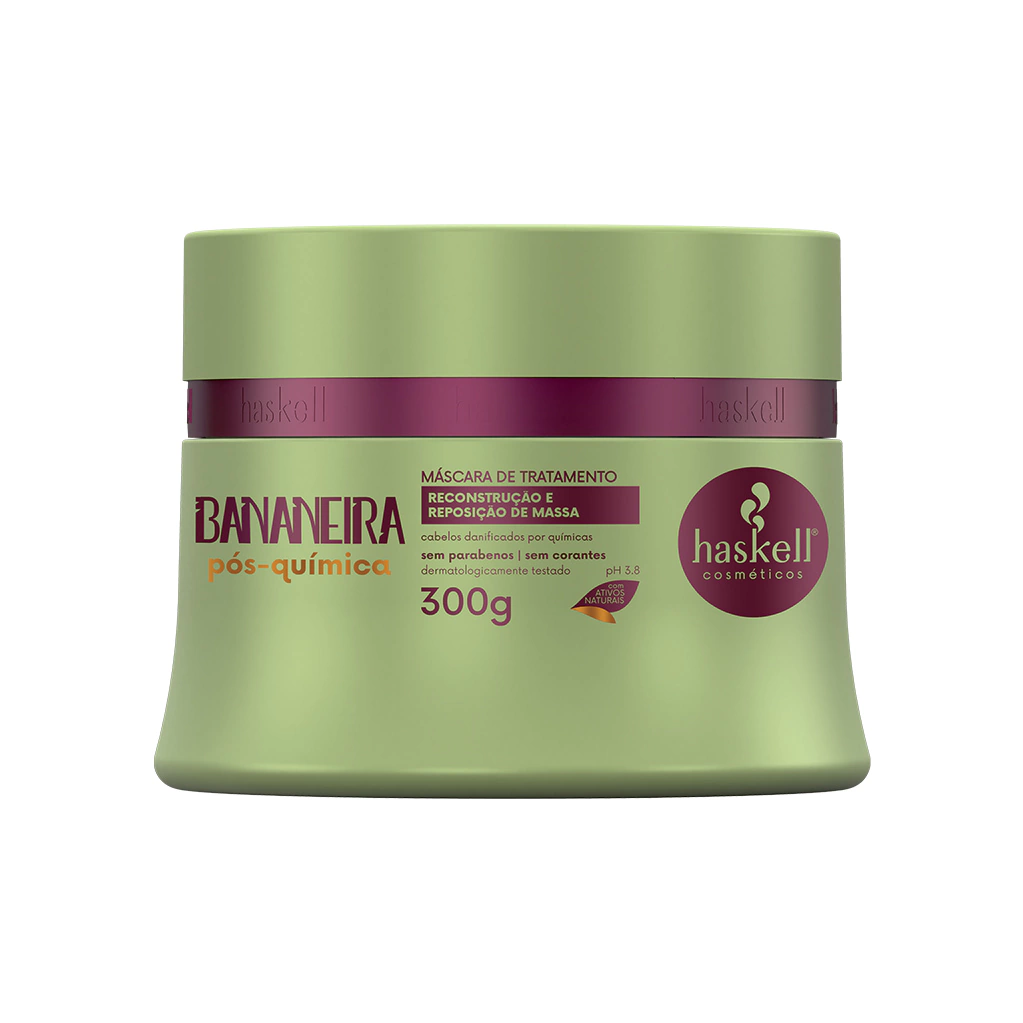 haskell
haskell
BANANEIRA
pós-química
MÁSCARA DE TRATAMENTO
RECONSTRUÇÃO E
REPOSIÇÃO DE MASSA
cabelos danificados por químicas
sem parabenos | sem corantes
dermatologicamente testado pH 3.8
300g
com
ATIVOS
NATURAIS
haskell®
cosméticos